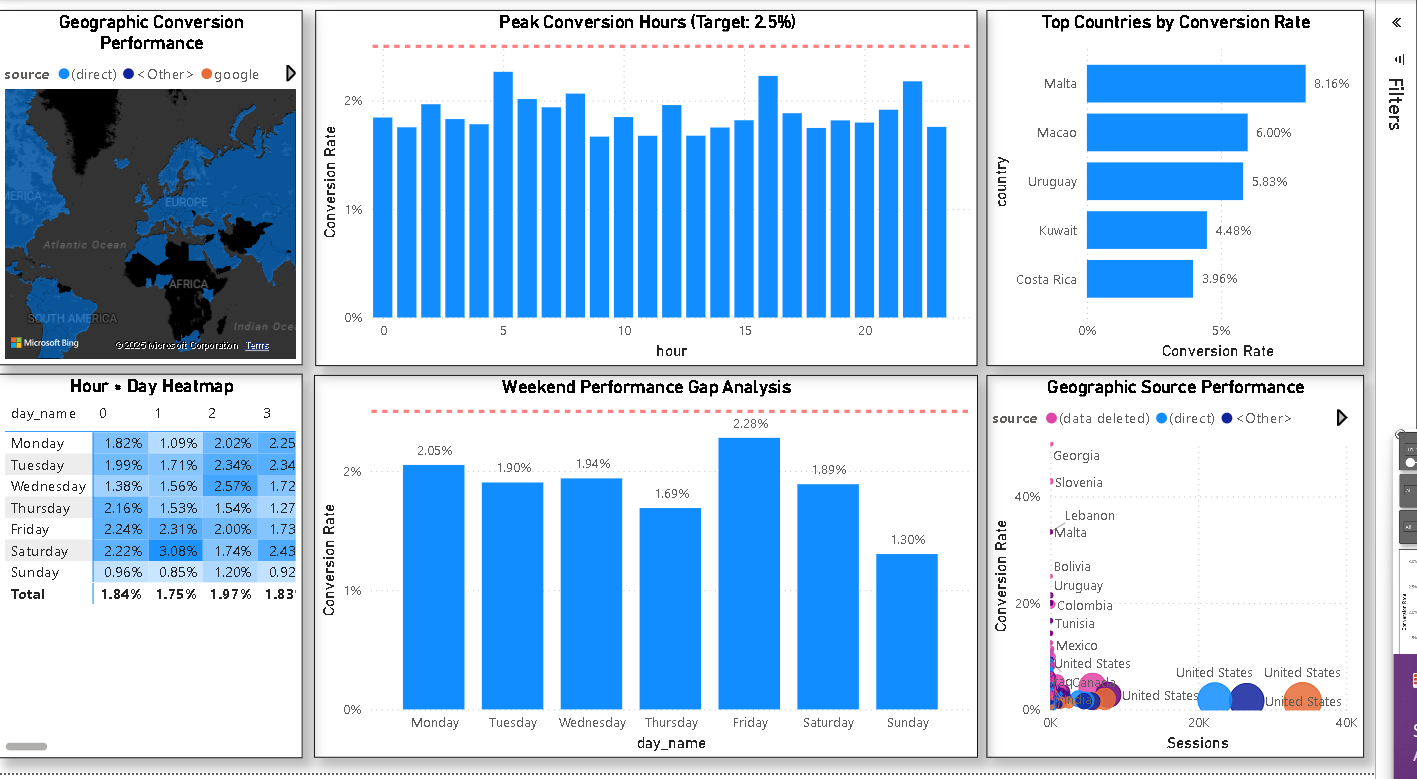 Geographic Conversion
Performance
source (direct) <Other> google
EUROPE
Atlantic Ocean
AFRICA
SOUTH AMERICA
Indian Oce
Microsoft Bing
© 2025 Microsoft Corporation Terms
Peak Conversion Hours (Target: 2.5%)
Conversion Rate
2%
1%
0%
0 5 10 15 20
hour
Top Countries by Conversion Rate
country
Malta 8.16%
Macao 6.00%
Uruguay 5.83%
Kuwait 4.48%
Costa Rica 3.96%
0% 5%
Conversion Rate
Filters
Hour • Day Heatmap
day_name 0 1 2 3
Monday 1.82% 1.09% 2.02% 2.25
Tuesday 1.99% 1.71% 2.34% 2.34
Wednesday 1.38% 1.56% 2.57% 1.72
Thursday 2.16% 1.53% 1.54% 1.27
Friday 2.24% 2.31% 2.00% 1.73
Saturday 2.22% 3.08% 1.74% 2.43
Sunday 0.96% 0.85% 1.20% 0.92
Total 1.84% 1.75% 1.97% 1.83
Weekend Performance Gap Analysis
Conversion Rate
2%
1%
0%
2.05% 1.90% 1.94% 1.69% 2.28% 1.89% 1.30%
Monday Tuesday Wednesday Thursday Friday Saturday Sunday
day_name
Geographic Source Performance
source (data deleted) (direct) <Other>
Conversion Rate
40%
20%
0%
Georgia
Slovenia
Lebanon
Malta
Bolivia
Uruguay
Colombia
Tunisia
Mexico
United States
Canada
United States United States
United States
United States
India
0K 20K 40K
Sessions